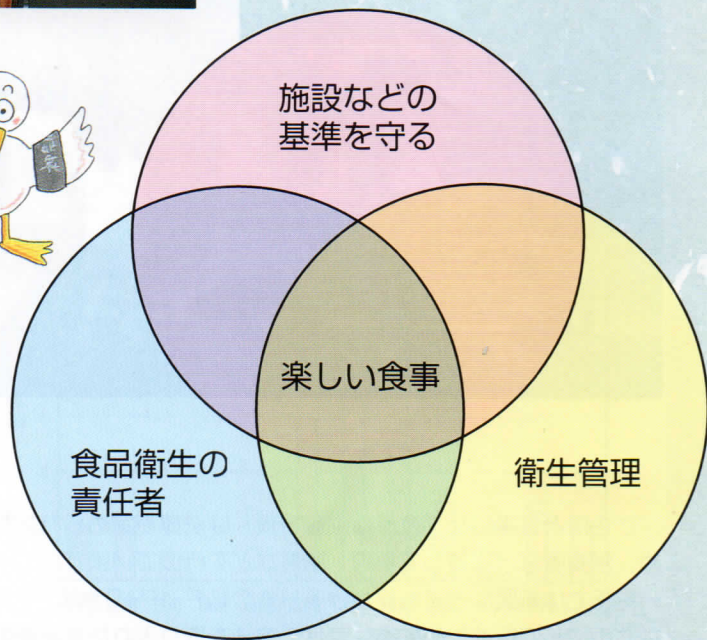 施設などの
基準を守る
楽しい食事
食品衛生の
責任者
衛生管理